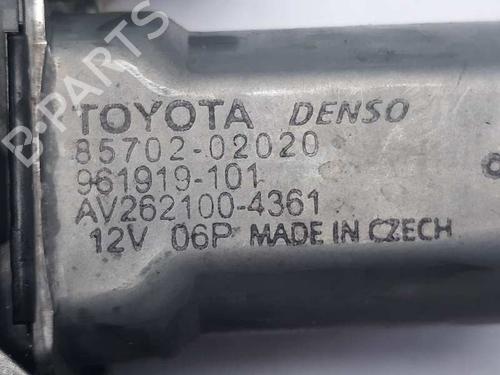 B-PARTS
TOYOTA DENSO
85702-02020
961919-101
AV262100-4361
12V 06P MADE IN CZECH